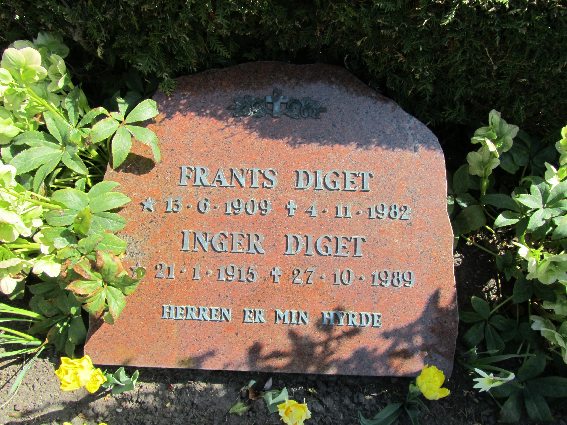 FRANTS DIGET
* 13-6-1909 ✝ 4-11-1982
INGER DIGET
* 21-1-1915 ✝ 27-10-1989
HERREN ER MIN HYRDE